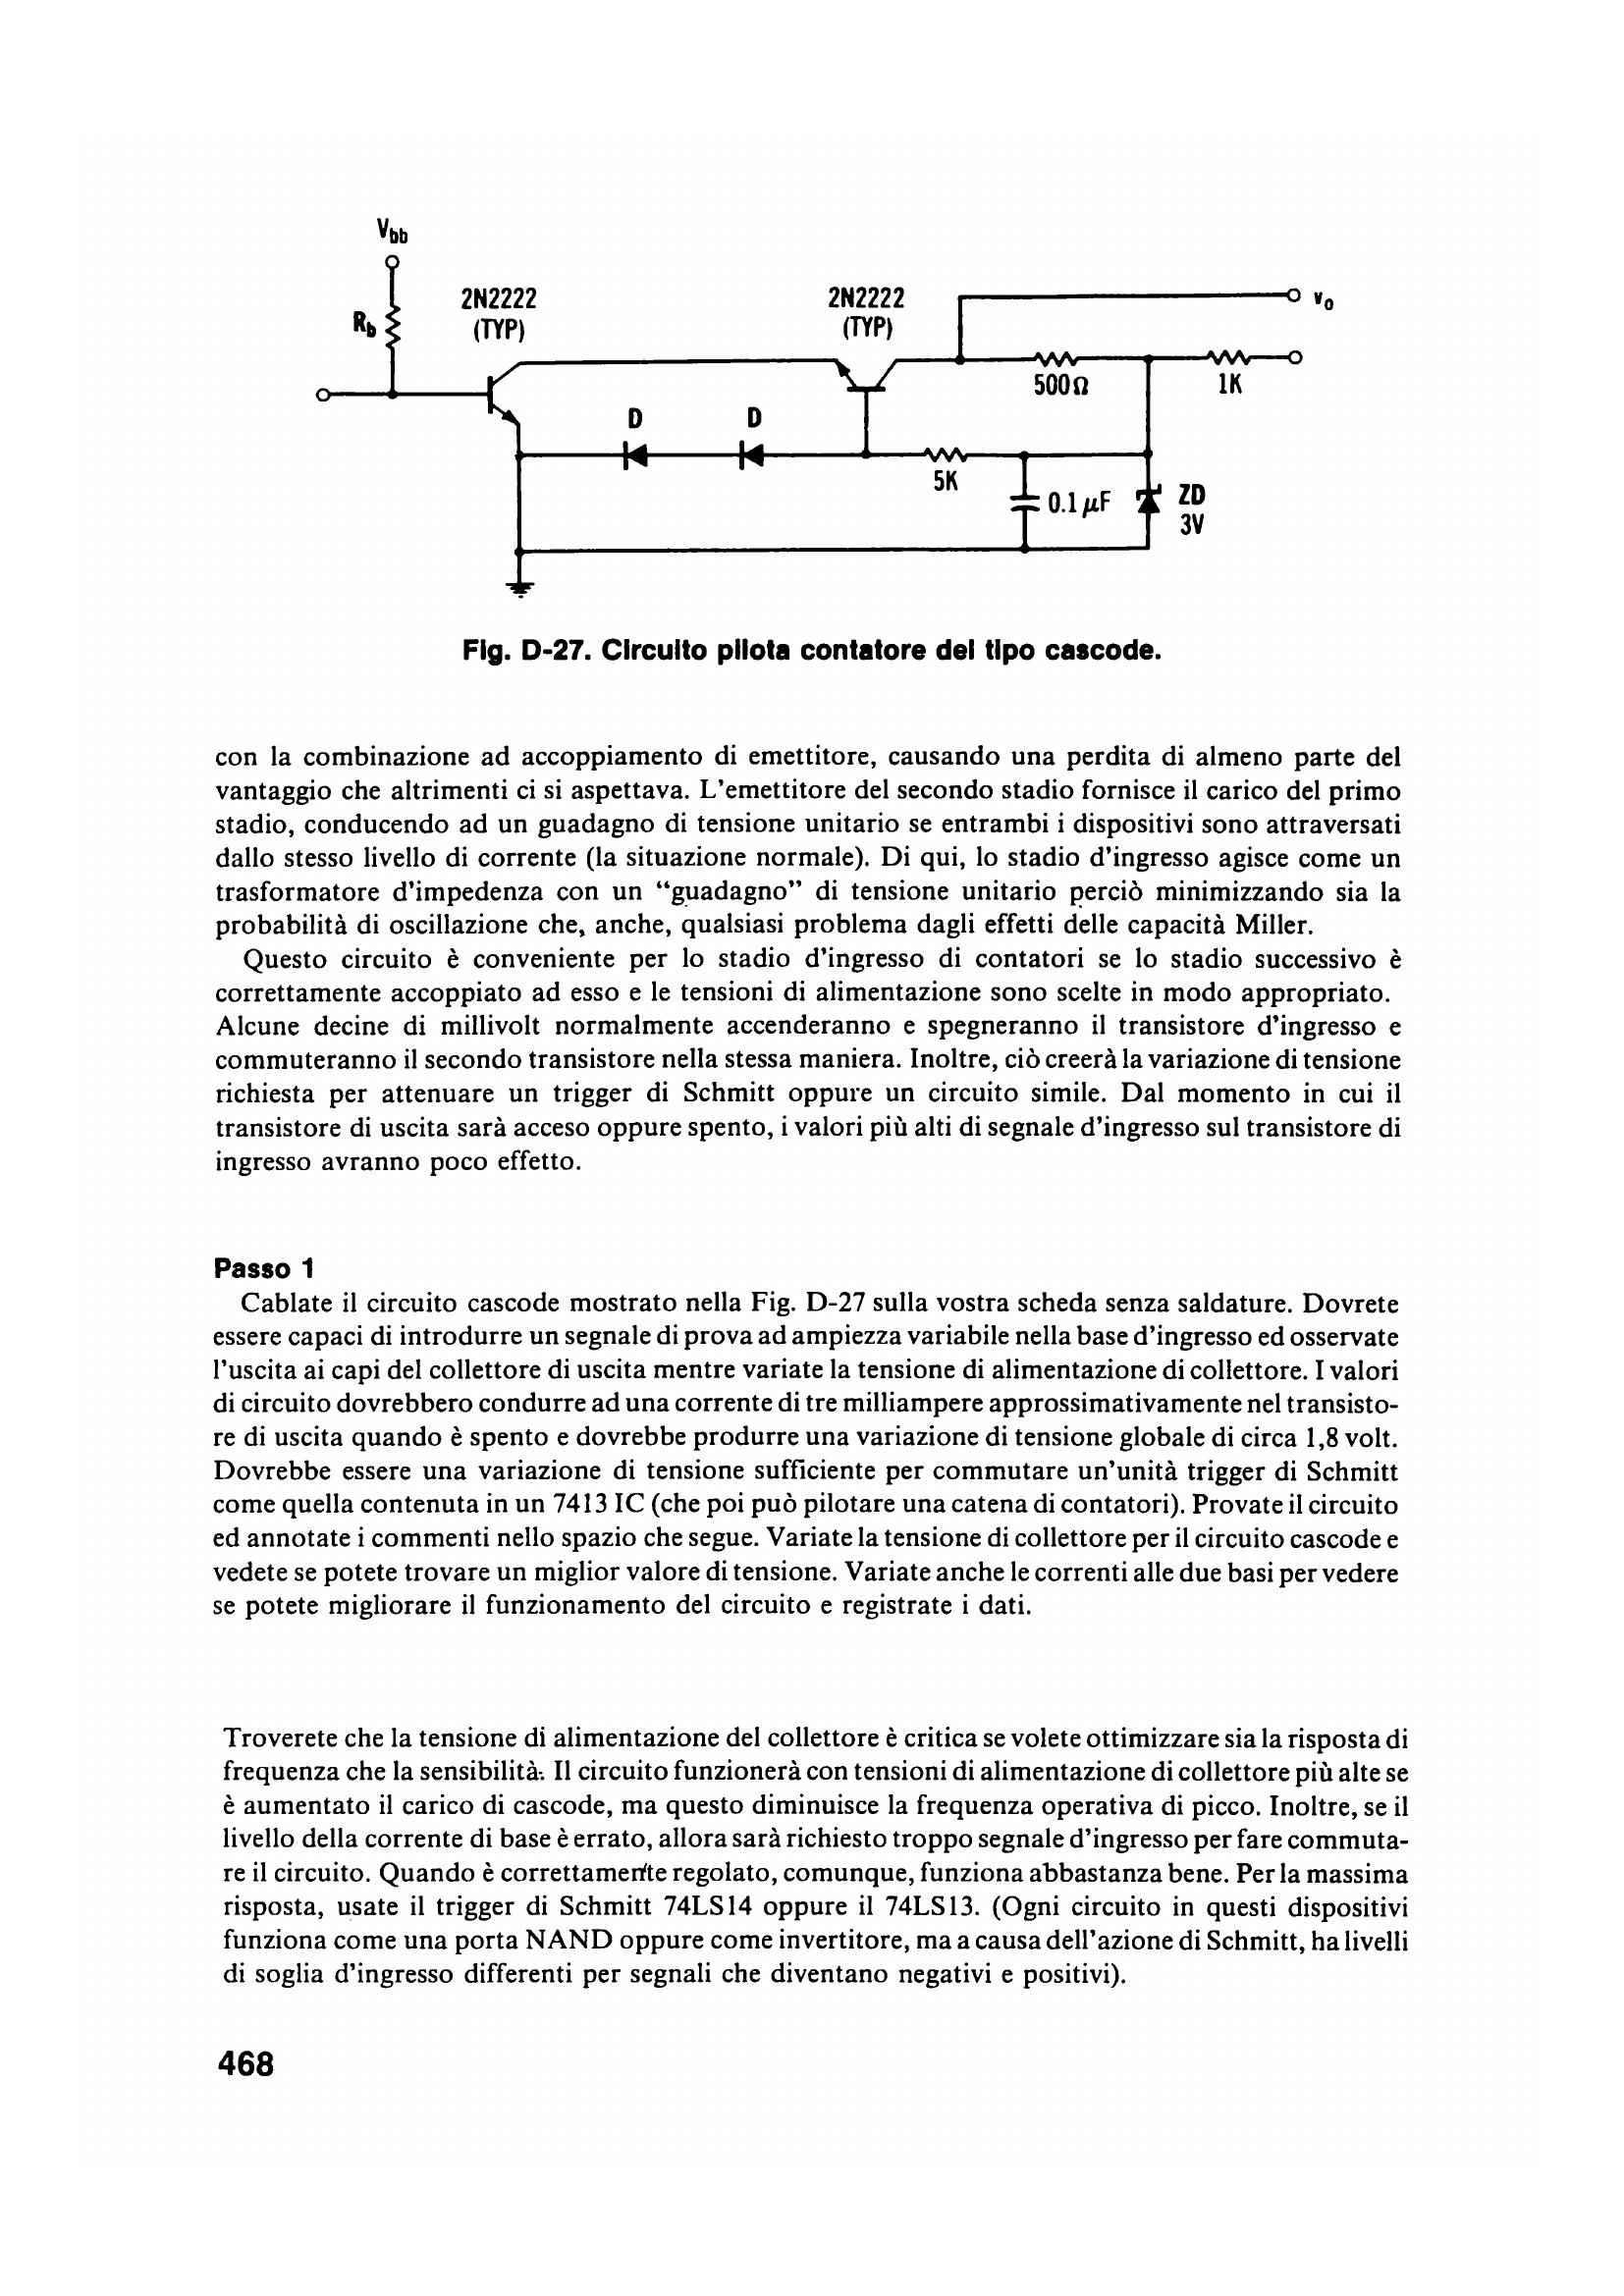 Vbb
Rb
2N2222
(TYP)
2N2222
(TYP)
vo
500Ω
1K
D
D
5K
0.1 µF
ZD
3V
Fig. D-27. Circuito pilota contatore del tipo cascode.
con la combinazione ad accoppiamento di emettitore, causando una perdita di almeno parte del
vantaggio che altrimenti ci si aspettava. L'emettitore del secondo stadio fornisce il carico del primo
stadio, conducendo ad un guadagno di tensione unitario se entrambi i dispositivi sono attraversati
dallo stesso livello di corrente (la situazione normale). Di qui, lo stadio d'ingresso agisce come un
trasformatore d'impedenza con un “guadagno” di tensione unitario perciò minimizzando sia la
probabilità di oscillazione che, anche, qualsiasi problema dagli effetti delle capacità Miller.
Questo circuito è conveniente per lo stadio d'ingresso di contatori se lo stadio successivo è
correttamente accoppiato ad esso e le tensioni di alimentazione sono scelte in modo appropriato.
Alcune decine di millivolt normalmente accenderanno e spegneranno il transistore d'ingresso e
commuteranno il secondo transistore nella stessa maniera. Inoltre, ciò creerà la variazione di tensione
richiesta per attenuare un trigger di Schmitt oppure un circuito simile. Dal momento in cui il
transistore di uscita sarà acceso oppure spento, i valori più alti di segnale d'ingresso sul transistore di
ingresso avranno poco effetto.
Passo 1
Cablate il circuito cascode mostrato nella Fig. D-27 sulla vostra scheda senza saldature. Dovrete
essere capaci di introdurre un segnale di prova ad ampiezza variabile nella base d'ingresso ed osservate
l'uscita ai capi del collettore di uscita mentre variate la tensione di alimentazione di collettore. I valori
di circuito dovrebbero condurre ad una corrente di tre milliampere approssimativamente nel transisto-
re di uscita quando è spento e dovrebbe produrre una variazione di tensione globale di circa 1,8 volt.
Dovrebbe essere una variazione di tensione sufficiente per commutare un'unità trigger di Schmitt
come quella contenuta in un 7413 IC (che poi può pilotare una catena di contatori). Provate il circuito
ed annotate i commenti nello spazio che segue. Variate la tensione di collettore per il circuito cascode e
vedete se potete trovare un miglior valore di tensione. Variate anche le correnti alle due basi per vedere
se potete migliorare il funzionamento del circuito e registrate i dati.
Troverete che la tensione di alimentazione del collettore è critica se volete ottimizzare sia la risposta di
frequenza che la sensibilità. Il circuito funzionerà con tensioni di alimentazione di collettore più alte se
è aumentato il carico di cascode, ma questo diminuisce la frequenza operativa di picco. Inoltre, se il
livello della corrente di base è errato, allora sarà richiesto troppo segnale d'ingresso per fare commuta-
re il circuito. Quando è correttamente regolato, comunque, funziona abbastanza bene. Per la massima
risposta, usate il trigger di Schmitt 74LS14 oppure il 74LS13. (Ogni circuito in questi dispositivi
funziona come una porta NAND oppure come invertitore, ma a causa dell'azione di Schmitt, ha livelli
di soglia d'ingresso differenti per segnali che diventano negativi e positivi).
468